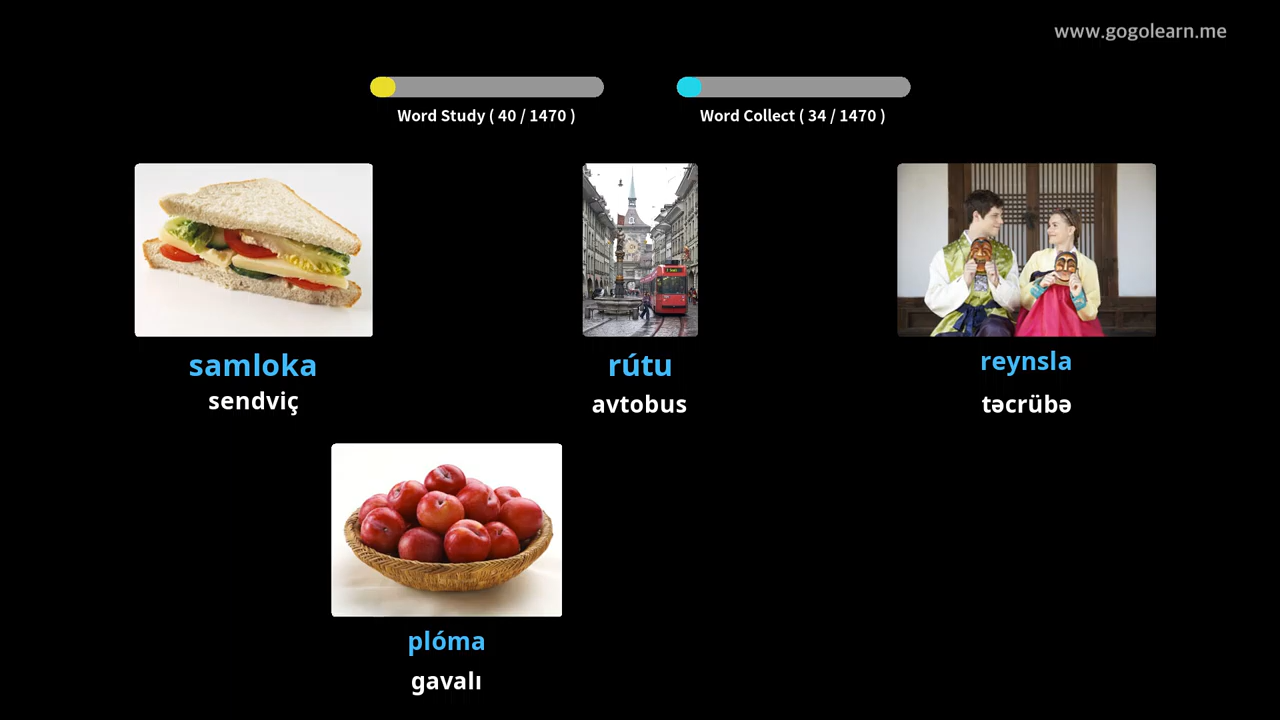 www.gogolearn.me
Word Study ( 40 / 1470 )
Word Collect ( 34 / 1470 )
samloka
sendviç
rútu
avtobus
reynsla
təcrübə
plóma
gavalı